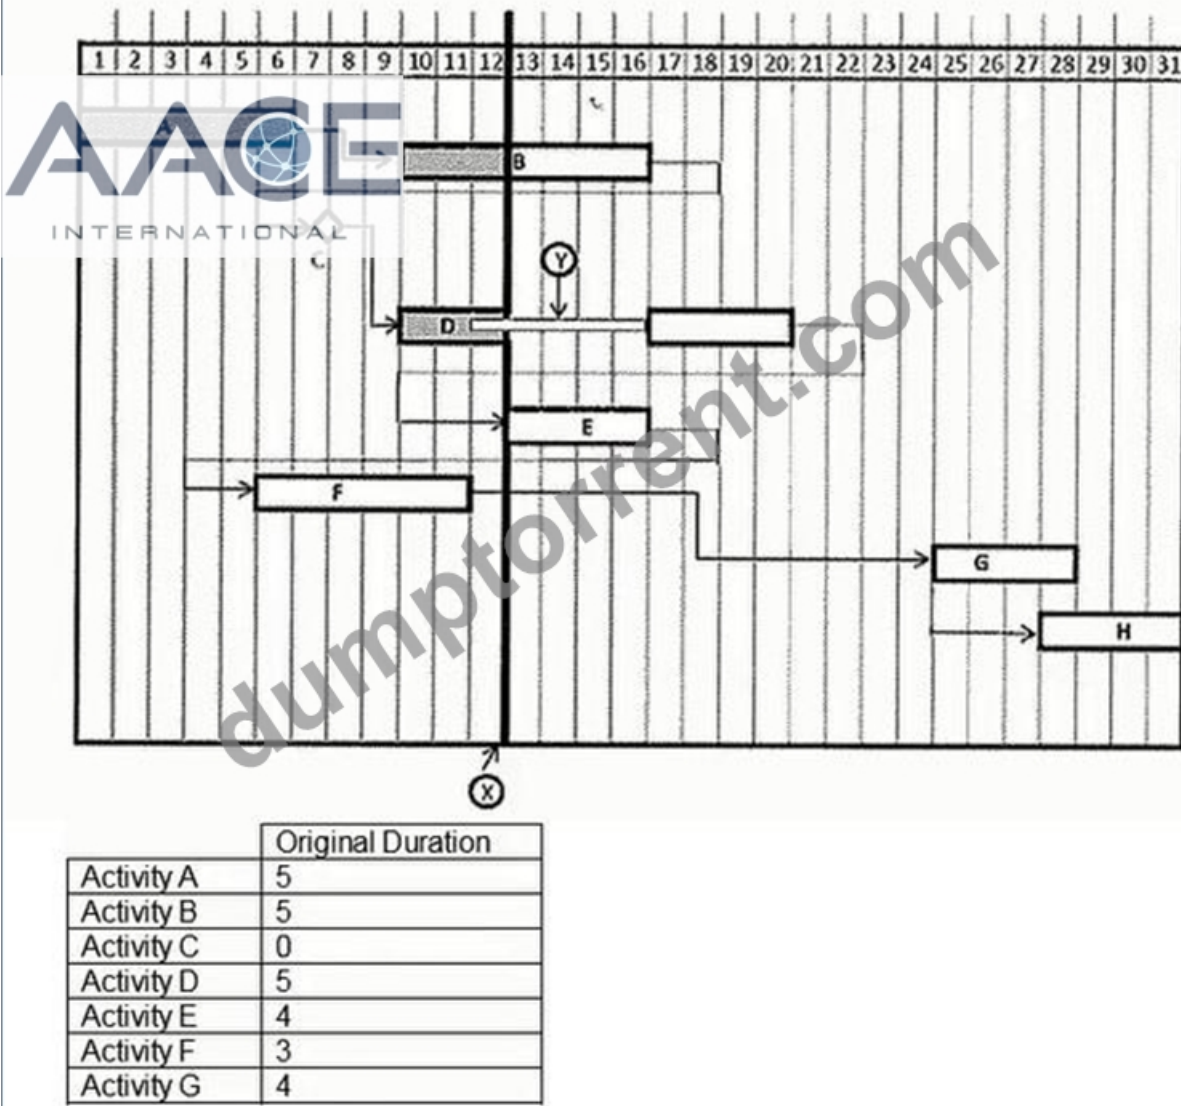 1 2 3 4 5 6 7 8 9 10 11 12 13 14 15 16 17 18 19 20 21 22 23 24 25 26 27 28 29 30 31
AACE
INTERNATIONAL
B
C
Y
D
E
F
G
H
X
dumptorrent.com
Original Duration
Activity A 5
Activity B 5
Activity C 0
Activity D 5
Activity E 4
Activity F 3
Activity G 4